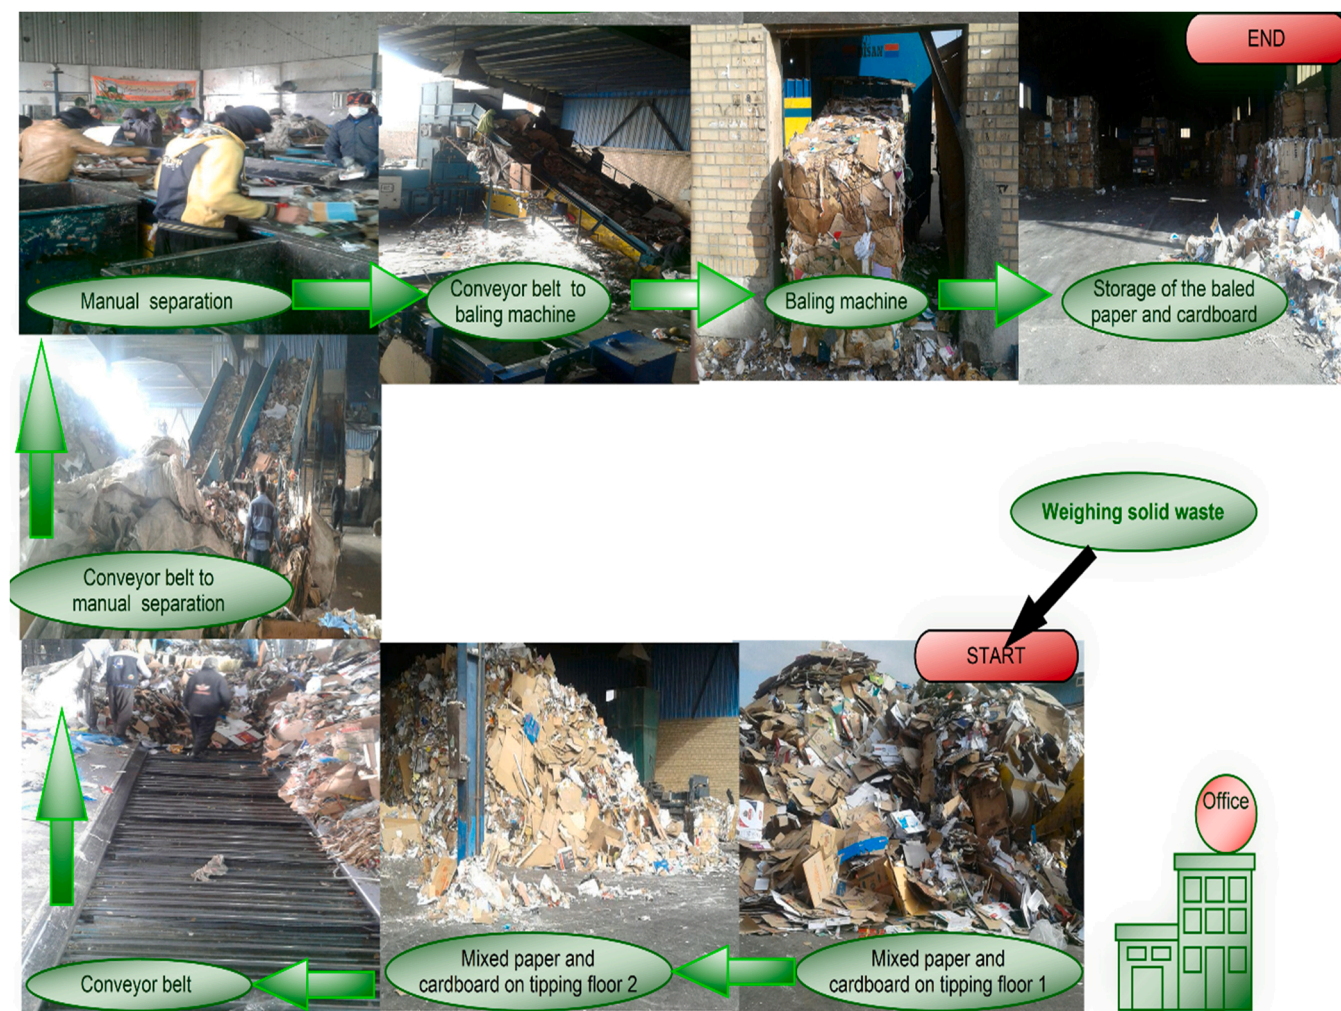 END
Manual separation
Conveyor belt to
baling machine
Baling machine
Storage of the baled
paper and cardboard
Conveyor belt to
manual separation
Weighing solid waste
START
Office
Conveyor belt
Mixed paper and
cardboard on tipping floor 2
Mixed paper and
cardboard on tipping floor 1